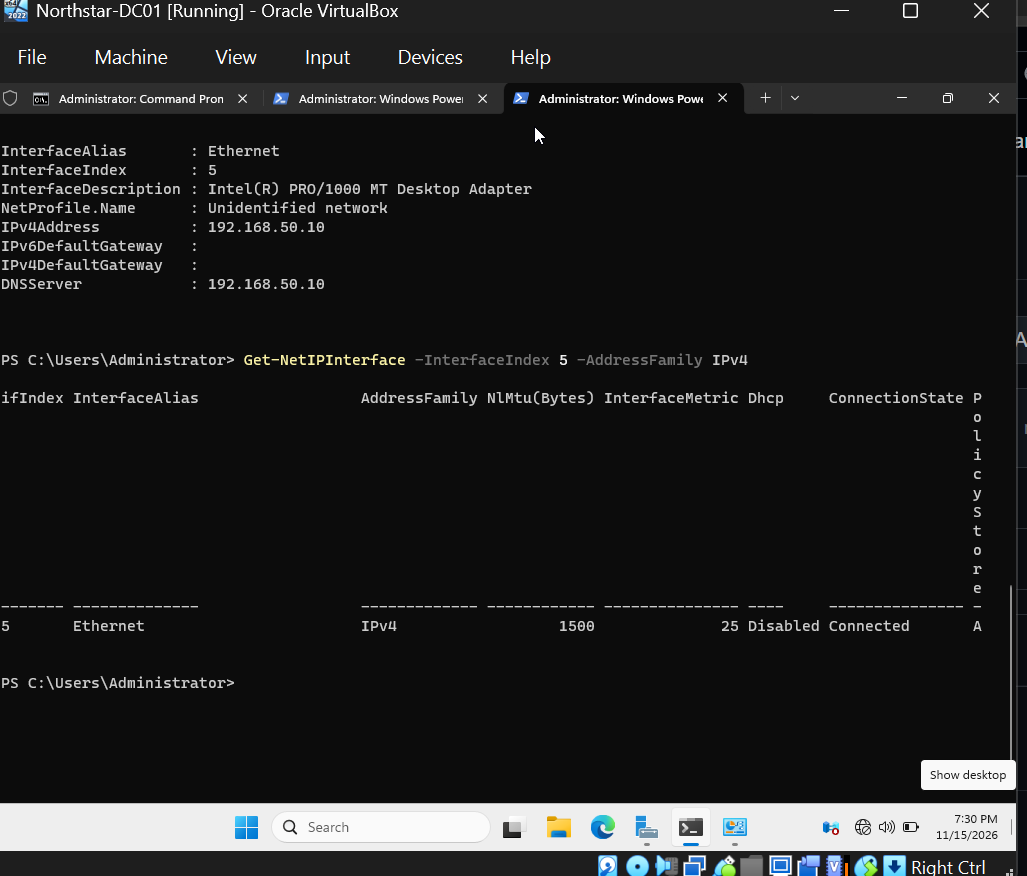 x64
2022
Northstar-DC01 [Running] - Oracle VirtualBox
File Machine View Input Devices Help
Administrator: Command Pron
Administrator: Windows Power
Administrator: Windows Powe
InterfaceAlias : Ethernet
InterfaceIndex : 5
InterfaceDescription : Intel(R) PRO/1000 MT Desktop Adapter
NetProfile.Name : Unidentified network
IPv4Address : 192.168.50.10
IPv6DefaultGateway :
IPv4DefaultGateway :
DNSServer : 192.168.50.10
PS C:\Users\Administrator> Get-NetIPInterface -InterfaceIndex 5 -AddressFamily IPv4
ifIndex InterfaceAlias AddressFamily NlMtu(Bytes) InterfaceMetric Dhcp ConnectionState P
o
l
i
c
y
S
t
o
r
e
------- -------------- ------------- ------------ --------------- ---- --------------- -
5 Ethernet IPv4 1500 25 Disabled Connected A
PS C:\Users\Administrator>
Show desktop
Search
7:30 PM
11/15/2026
Right Ctrl